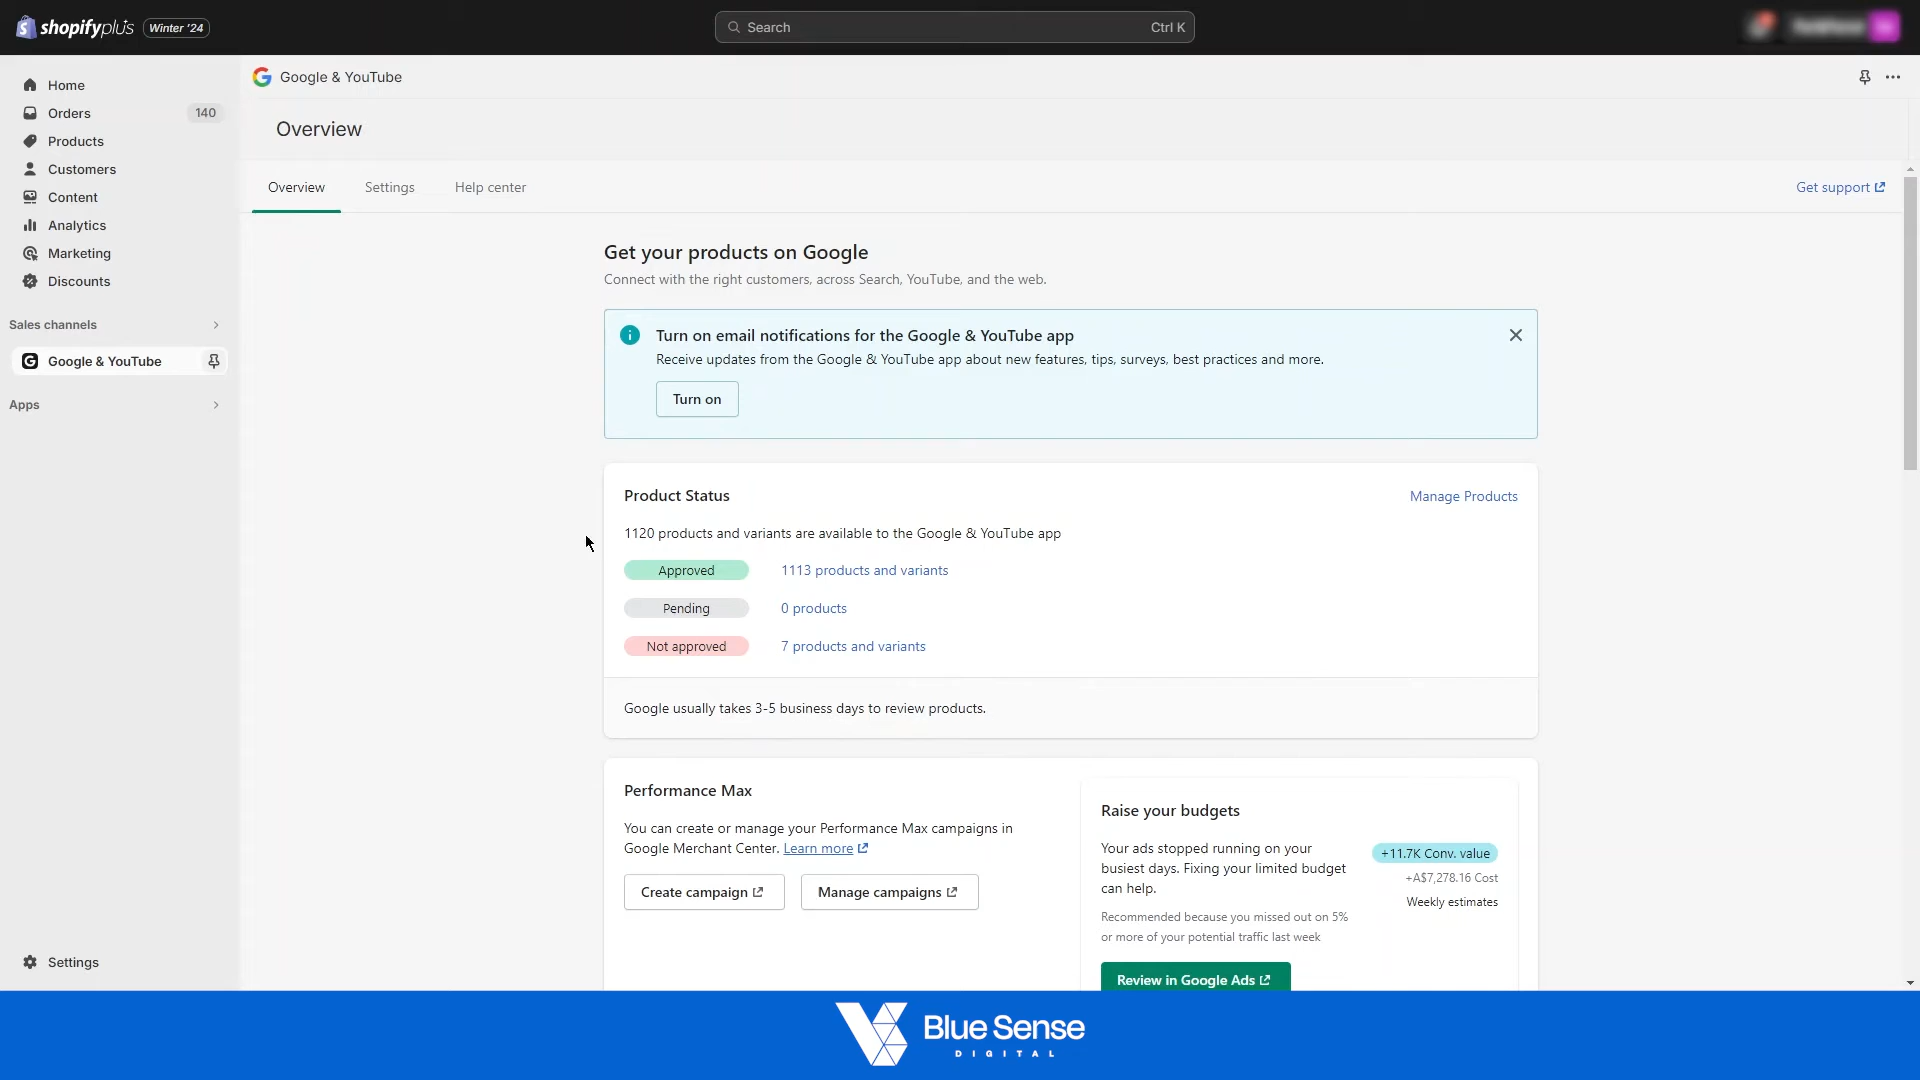 shopifyplus Winter '24
Search Ctrl K
Home
Orders 140
Products
Customers
Content
Analytics
Marketing
Discounts
Sales channels
Google & YouTube
Apps
Settings
Google & YouTube
Overview
Overview Settings Help center Get support
Get your products on Google
Connect with the right customers, across Search, YouTube, and the web.
Turn on email notifications for the Google & YouTube app
Receive updates from the Google & YouTube app about new features, tips, surveys, best practices and more.
Turn on
Product Status Manage Products
1120 products and variants are available to the Google & YouTube app
Approved 1113 products and variants
Pending 0 products
Not approved 7 products and variants
Google usually takes 3-5 business days to review products.
Performance Max
You can create or manage your Performance Max campaigns in
Google Merchant Center. Learn more
Create campaign Manage campaigns
Raise your budgets
Your ads stopped running on your
busiest days. Fixing your limited budget
can help.
+11.7K Conv. value
+A$7,278.16 Cost
Weekly estimates
Recommended because you missed out on 5%
or more of your potential traffic last week
Review in Google Ads
Blue Sense
DIGITAL